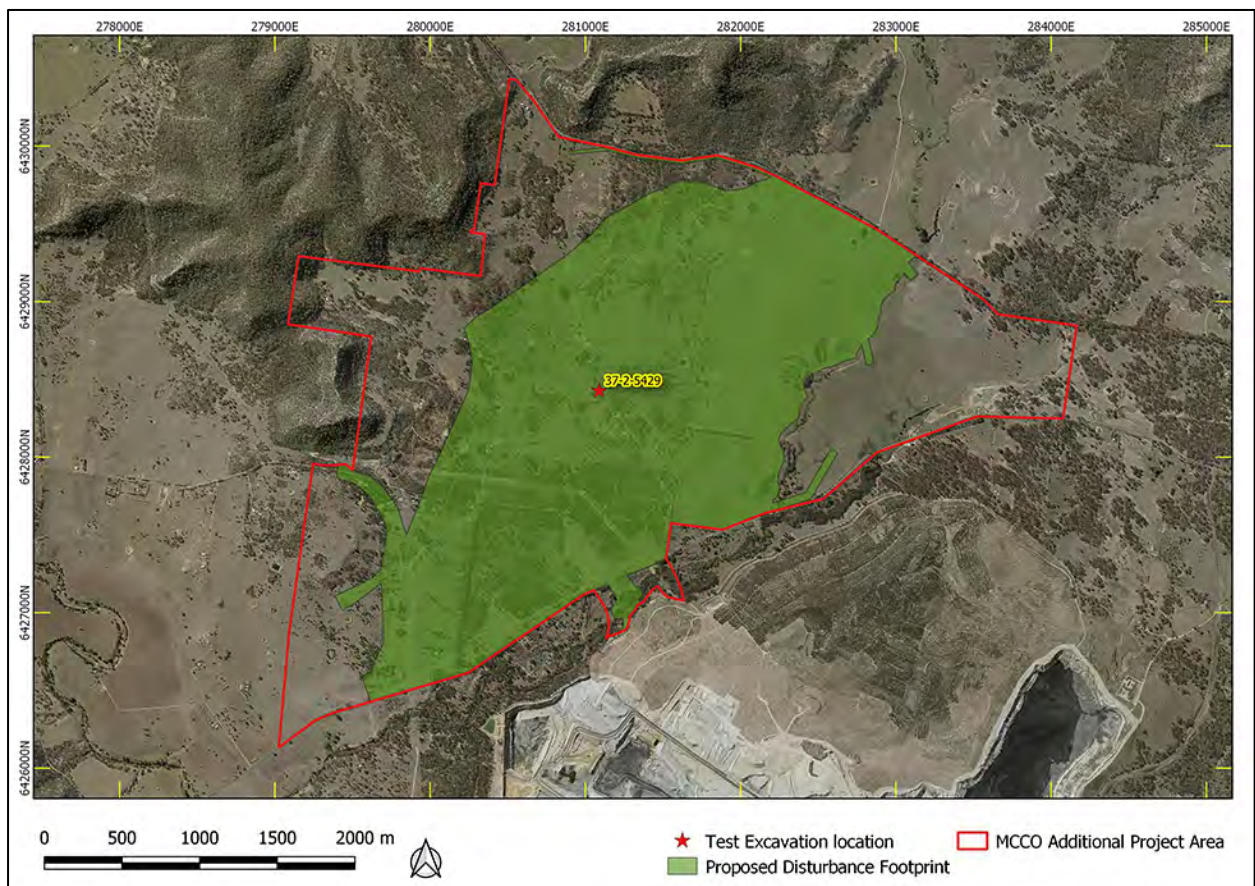 278000E 279000E 280000E 281000E 282000E 283000E 284000E 285000E
6430000N
6429000N
6428000N
6427000N
6426000N
37-2-5429
0 500 1000 1500 2000 m
Test Excavation location
Proposed Disturbance Footprint
MCCO Additional Project Area